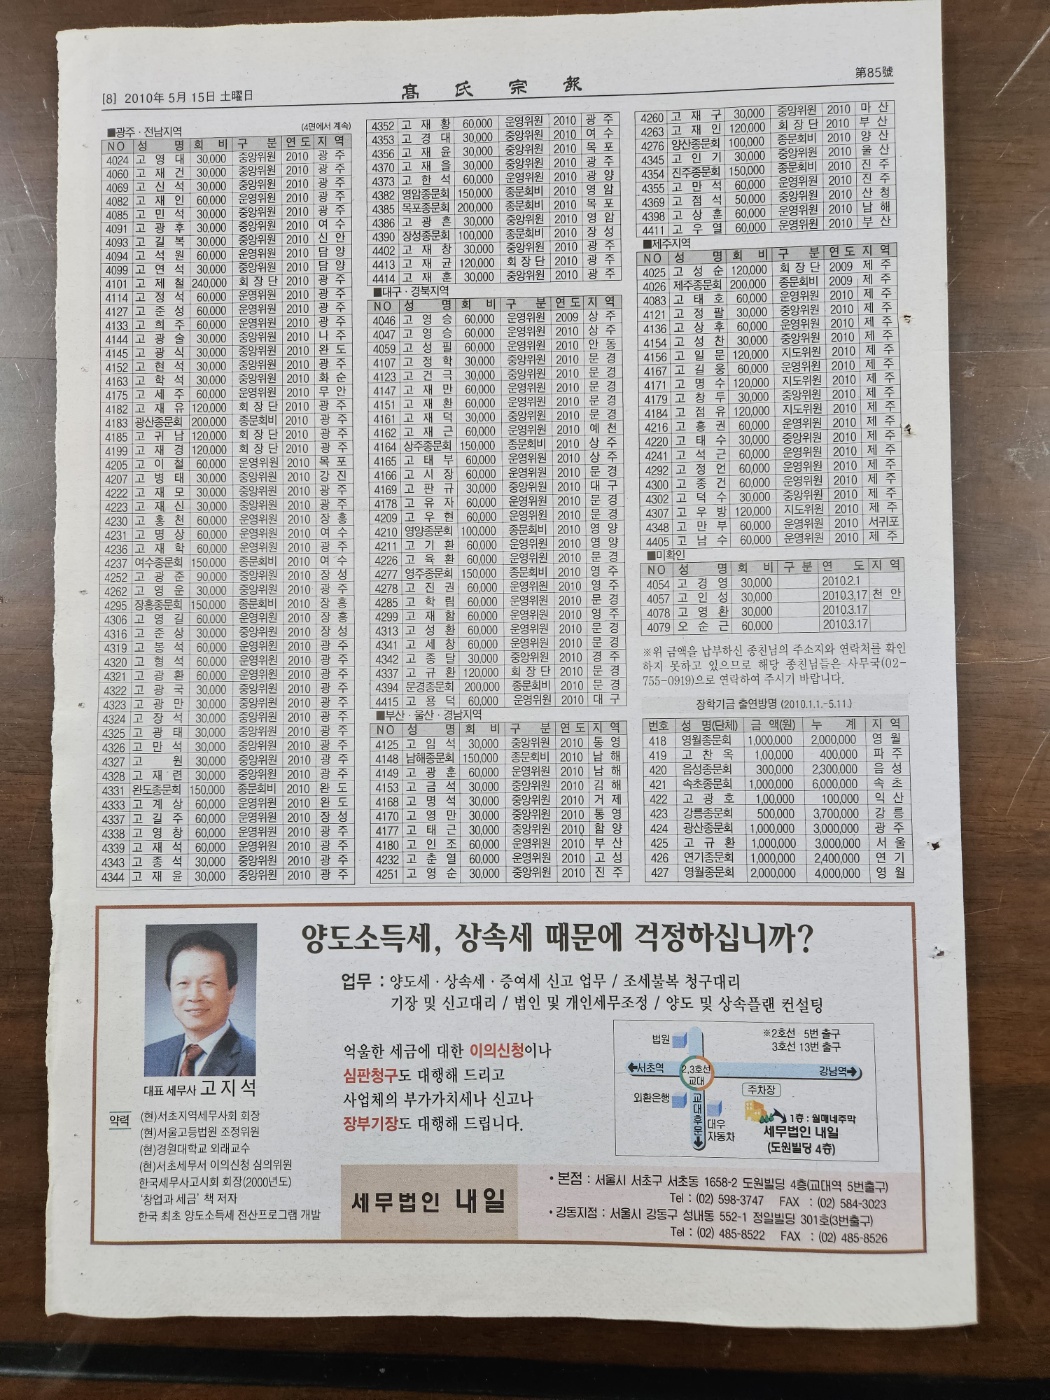 [8] 2010年 5月 15日 土曜日
高氏宗報
第85號
■광주 · 전남지역 (4면에서 계속)
NO 성 명 회 비 구 분 연도 지역
4024 고영대 30,000 중앙위원 2010 광주
4060 고재건 30,000 중앙위원 2010 광주
4069 고신석 30,000 중앙위원 2010 광주
4082 고재인 60,000 운영위원 2010 광주
4085 고민석 30,000 중앙위원 2010 광주
4091 고광후 30,000 중앙위원 2010 여수
4093 고길복 30,000 중앙위원 2010 신안
4094 고석원 60,000 운영위원 2010 담양
4099 고연석 30,000 중앙위원 2010 담양
4101 고제철 240,000 회장단 2010 광주
4114 고정석 60,000 운영위원 2010 광주
4127 고준성 60,000 운영위원 2010 광주
4133 고희주 60,000 운영위원 2010 광주
4144 고광술 30,000 중앙위원 2010 나주
4145 고광식 30,000 중앙위원 2010 완도
4152 고현석 30,000 중앙위원 2010 광주
4163 고학석 30,000 중앙위원 2010 화순
4175 고세주 60,000 운영위원 2010 무안
4182 고재유 120,000 회장단 2010 광주
4183 광산종문회 200,000 종문회비 2010 광주
4185 고귀남 120,000 회장단 2010 광주
4199 고재경 120,000 회장단 2010 광주
4205 고이철 60,000 운영위원 2010 목포
4207 고병태 30,000 중앙위원 2010 강진
4222 고재모 30,000 중앙위원 2010 광주
4223 고재신 30,000 중앙위원 2010 광주
4230 고홍천 60,000 운영위원 2010 장흥
4231 고명상 60,000 운영위원 2010 여수
4236 고재학 60,000 운영위원 2010 광주
4237 여수종문회 150,000 종문회비 2010 여수
4252 고광준 90,000 중앙위원 2010 장성
4262 고영운 30,000 중앙위원 2010 광주
4295 장흥종문회 150,000 종문회비 2010 장흥
4306 고영길 60,000 운영위원 2010 장흥
4316 고준상 30,000 중앙위원 2010 장성
4319 고봉석 60,000 운영위원 2010 광주
4320 고형석 60,000 운영위원 2010 광주
4321 고광환 60,000 운영위원 2010 광주
4322 고광국 30,000 중앙위원 2010 광주
4323 고광만 30,000 중앙위원 2010 광주
4324 고장석 30,000 중앙위원 2010 광주
4325 고광태 30,000 중앙위원 2010 광주
4326 고만석 30,000 중앙위원 2010 광주
4327 고원 30,000 중앙위원 2010 광주
4328 고재련 30,000 중앙위원 2010 광주
4331 완도종문회 150,000 종문회비 2010 완도
4333 고계상 60,000 운영위원 2010 완도
4337 고길주 60,000 운영위원 2010 장성
4338 고영창 60,000 운영위원 2010 광주
4339 고재석 60,000 운영위원 2010 광주
4343 고종석 30,000 중앙위원 2010 광주
4344 고재윤 30,000 중앙위원 2010 광주
4352 고재황 60,000 운영위원 2010 광주
4353 고경대 30,000 중앙위원 2010 여수
4356 고재윤 30,000 중앙위원 2010 목포
4370 고재을 30,000 중앙위원 2010 광주
4373 고한석 60,000 운영위원 2010 광양
4382 영암종문회 150,000 종문회비 2010 영암
4385 목포종문회 200,000 종문회비 2010 목포
4386 고광흔 30,000 중앙위원 2010 영암
4390 장성종문회 100,000 종문회비 2010 장성
4402 고재창 30,000 중앙위원 2010 광주
4413 고재균 120,000 회장단 2010 광주
4414 고재훈 30,000 중앙위원 2010 광주
■대구 · 경북지역
NO 성 명 회 비 구 분 연도 지역
4046 고영승 60,000 운영위원 2009 상주
4047 고영승 60,000 운영위원 2010 상주
4059 고성필 60,000 운영위원 2010 안동
4107 고정학 30,000 중앙위원 2010 문경
4123 고건극 30,000 중앙위원 2010 문경
4147 고재만 60,000 운영위원 2010 문경
4151 고재환 60,000 운영위원 2010 문경
4161 고재덕 30,000 중앙위원 2010 문경
4162 고재근 60,000 운영위원 2010 예천
4164 상주종문회 150,000 종문회비 2010 상주
4165 고태부 60,000 운영위원 2010 상주
4166 고시장 60,000 운영위원 2010 문경
4169 고판규 30,000 중앙위원 2010 대구
4178 고유자 60,000 운영위원 2010 문경
4209 고우현 60,000 운영위원 2010 문경
4210 영양종문회 100,000 종문회비 2010 영양
4211 고기환 60,000 운영위원 2010 영양
4226 고육환 60,000 운영위원 2010 문경
4277 영주종문회 150,000 종문회비 2010 영주
4278 고진권 60,000 운영위원 2010 영주
4285 고학림 60,000 운영위원 2010 문경
4299 고재합 60,000 운영위원 2010 영주
4313 고성환 60,000 운영위원 2010 문경
4341 고세창 60,000 운영위원 2010 문경
4342 고종달 30,000 중앙위원 2010 경주
4337 고규환 120,000 회장단 2010 문경
4394 문경종문회 200,000 종문회비 2010 문경
4415 고용덕 60,000 운영위원 2010 대구
■부산 · 울산 · 경남지역
NO 성 명 회 비 구 분 연도 지역
4125 고임석 30,000 중앙위원 2010 통영
4148 남해종문회 150,000 종문회비 2010 남해
4149 고광훈 60,000 운영위원 2010 남해
4153 고금석 30,000 중앙위원 2010 김해
4168 고명석 30,000 중앙위원 2010 거제
4170 고영만 30,000 중앙위원 2010 통영
4177 고태근 30,000 중앙위원 2010 함양
4180 고인조 60,000 운영위원 2010 부산
4232 고춘열 60,000 운영위원 2010 고성
4251 고영순 30,000 중앙위원 2010 진주
4260 고재구 30,000 중앙위원 2010 마산
4263 고재인 120,000 회장단 2010 부산
4276 양산종문회 100,000 종문회비 2010 양산
4345 고인기 30,000 중앙위원 2010 울산
4354 진주종문회 150,000 종문회비 2010 진주
4355 고만석 60,000 운영위원 2010 진주
4369 고점석 50,000 중앙위원 2010 산청
4398 고상훈 60,000 운영위원 2010 남해
4411 고우열 60,000 운영위원 2010 부산
■제주지역
NO 성 명 회 비 구 분 연도 지역
4025 고성순 120,000 회장단 2009 제주
4026 제주종문회 200,000 종문회비 2009 제주
4083 고태호 60,000 운영위원 2010 제주
4121 고정팔 30,000 중앙위원 2010 제주
4136 고상후 60,000 운영위원 2010 제주
4154 고성찬 30,000 중앙위원 2010 제주
4156 고일문 120,000 지도위원 2010 제주
4167 고길웅 60,000 운영위원 2010 제주
4171 고명수 120,000 지도위원 2010 제주
4179 고창두 30,000 중앙위원 2010 제주
4184 고점유 120,000 지도위원 2010 제주
4216 고홍권 60,000 운영위원 2010 제주
4220 고태수 30,000 중앙위원 2010 제주
4241 고석근 60,000 운영위원 2010 제주
4292 고정언 60,000 운영위원 2010 제주
4300 고종건 60,000 운영위원 2010 제주
4302 고덕수 30,000 중앙위원 2010 제주
4307 고우방 120,000 지도위원 2010 제주
4348 고만부 60,000 운영위원 2010 서귀포
4405 고남수 60,000 운영위원 2010 제주
■미확인
NO 성 명 회 비 구분 연 도 지역
4054 고경영 30,000 2010.2.1
4057 고인성 30,000 2010.3.17 천안
4078 고영환 30,000 2010.3.17
4079 오순근 60,000 2010.3.17
※위 금액을 납부하신 종친님의 주소지와 연락처를 확인
하지 못하고 있으므로 해당 종친님들은 사무국(02-
755-0919)으로 연락하여 주시기 바랍니다.
장학기금 출연방명 (2010.1.1.-5.11.)
번호 성 명(단체) 금 액(원) 누 계 지역
418 영월종문회 1,000,000 2,000,000 영월
419 고찬옥 1,00,000 400,000 파주
420 음성종문회 300,000 2,300,000 음성
421 속초종문회 1,000,000 6,000,000 속초
422 고광호 1,00,000 100,000 익산
423 강릉종문회 500,000 3,700,000 강릉
424 광산종문회 1,000,000 3,000,000 광주
425 고규환 1,000,000 3,000,000 서울
426 연기종문회 1,000,000 2,400,000 연기
427 영월종문회 2,000,000 4,000,000 영월
양도소득세, 상속세 때문에 걱정하십니까?
업무 : 양도세 · 상속세 · 증여세 신고 업무 / 조세불복 청구대리
기장 및 신고대리 / 법인 및 개인세무조정 / 양도 및 상속플랜 컨설팅
억울한 세금에 대한 이의신청이나
심판청구도 대행해 드리고
사업체의 부가가치세나 신고나
장부기장도 대행해 드립니다.
법원
※2호선 5번 출구
3호선 13번 출구
서초역
2,3호선
교대
강남역
외환은행
교대후문
대우
자동차
주차장
1층 : 월매네주막
세무법인 내일
(도원빌딩 4층)
대표 세무사 고지석
약력
(현)서초지역세무사회 회장
(현)서울고등법원 조정위원
(현)경원대학교 외래교수
(현)서초세무서 이의신청 심의위원
한국세무사고시회 회장(2000년도)
'창업과 세금' 책 저자
한국 최초 양도소득세 전산프로그램 개발
세무법인 내일
· 본점 : 서울시 서초구 서초동 1658-2 도원빌딩 4층(교대역 5번출구)
Tel : (02) 598-3747 FAX : (02) 584-3023
· 강동지점 : 서울시 강동구 성내동 552-1 정일빌딩 301호(3번출구)
Tel : (02) 485-8522 FAX : (02) 485-8526